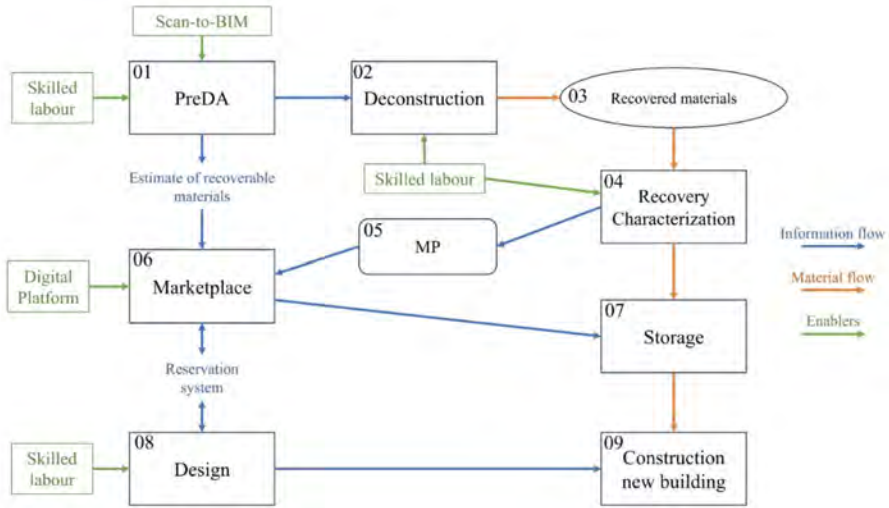 Scan-to-BIM
01
PreDA
Skilled
labour
02
Deconstruction
03
Recovered materials
Estimate of recoverable
materials
Skilled labour
04
Recovery
Characterization
05
MP
06
Marketplace
Digital
Platform
Information flow
Material flow
Enablers
07
Storage
Reservation
system
08
Design
Skilled
labour
09
Construction
new building